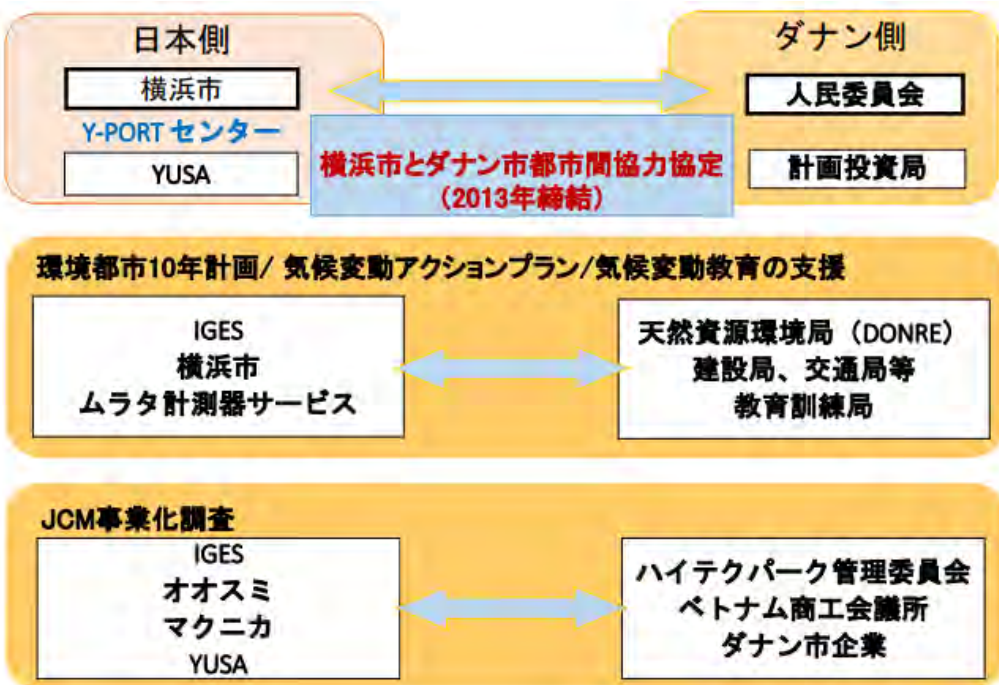 日本側
横浜市
Y-PORT センター
YUSA
横浜市とダナン市都市間協力協定
（2013年締結）
ダナン側
人民委員会
計画投資局
環境都市10年計画/ 気候変動アクションプラン/気候変動教育の支援
IGES
横浜市
ムラタ計測器サービス
天然資源環境局（DONRE）
建設局、交通局等
教育訓練局
JCM事業化調査
IGES
オオスミ
マクニカ
YUSA
ハイテクパーク管理委員会
ベトナム商工会議所
ダナン市企業